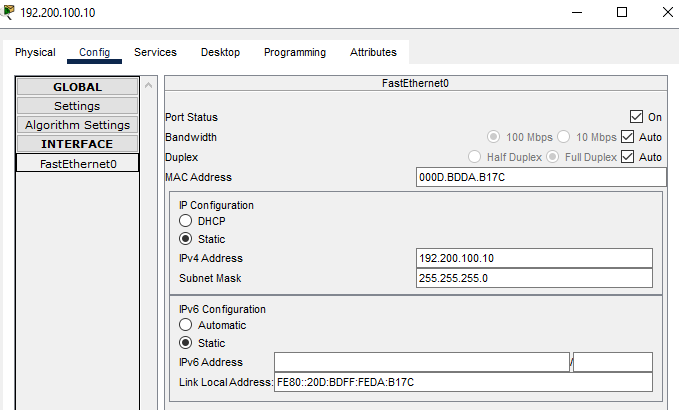 192.200.100.10
Physical Config Services Desktop Programming Attributes
GLOBAL
Settings
Algorithm Settings
INTERFACE
FastEthernet0
FastEthernet0
Port Status On
Bandwidth 100 Mbps 10 Mbps Auto
Duplex Half Duplex Full Duplex Auto
MAC Address 000D.BDDA.B17C
IP Configuration
DHCP
Static
IPv4 Address 192.200.100.10
Subnet Mask 255.255.255.0
IPv6 Configuration
Automatic
Static
IPv6 Address /
Link Local Address: FE80::20D:BDFF:FEDA:B17C